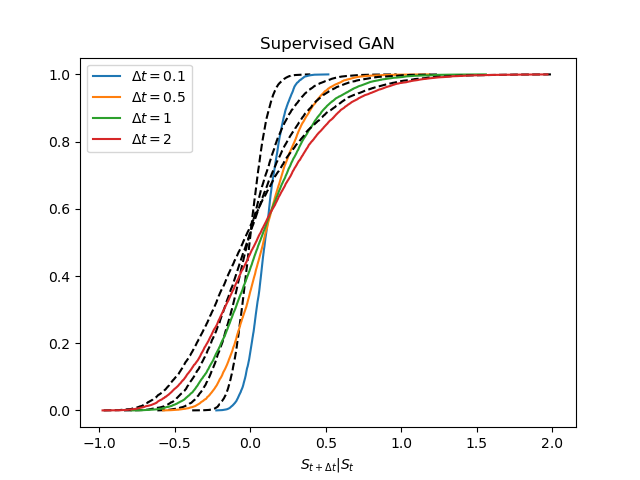 Supervised GAN
Δt = 0.1
Δt = 0.5
Δt = 1
Δt = 2
1.0
0.8
0.6
0.4
0.2
0.0
−1.0 −0.5 0.0 0.5 1.0 1.5 2.0
S_{t+Δt}|S_t